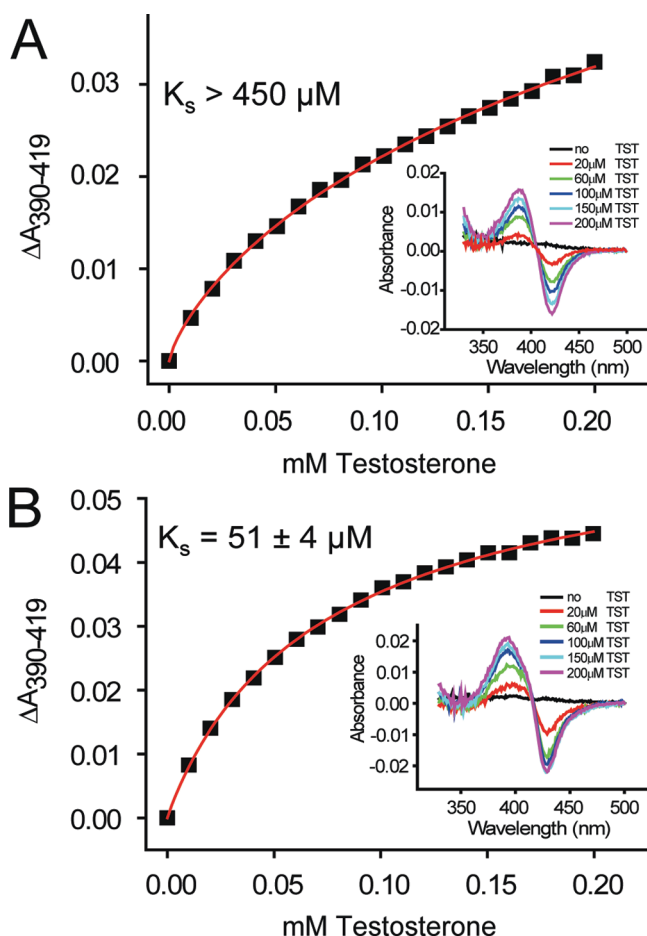 A
Kₛ > 450 µM
ΔA₃₉₀₋₄₁₉
0.03
0.02
0.01
0.00
0.00 0.05 0.10 0.15 0.20
mM Testosterone
no TST
20µM TST
60µM TST
100µM TST
150µM TST
200µM TST
Absorbance
0.02
0.01
0.00
-0.01
-0.02
350 400 450 500
Wavelength (nm)
B
Kₛ = 51 ± 4 µM
ΔA₃₉₀₋₄₁₉
0.05
0.04
0.03
0.02
0.01
0.00
0.00 0.05 0.10 0.15 0.20
mM Testosterone
no TST
20µM TST
60µM TST
100µM TST
150µM TST
200µM TST
Absorbance
0.02
0.01
0.00
-0.01
-0.02
350 400 450 500
Wavelength (nm)